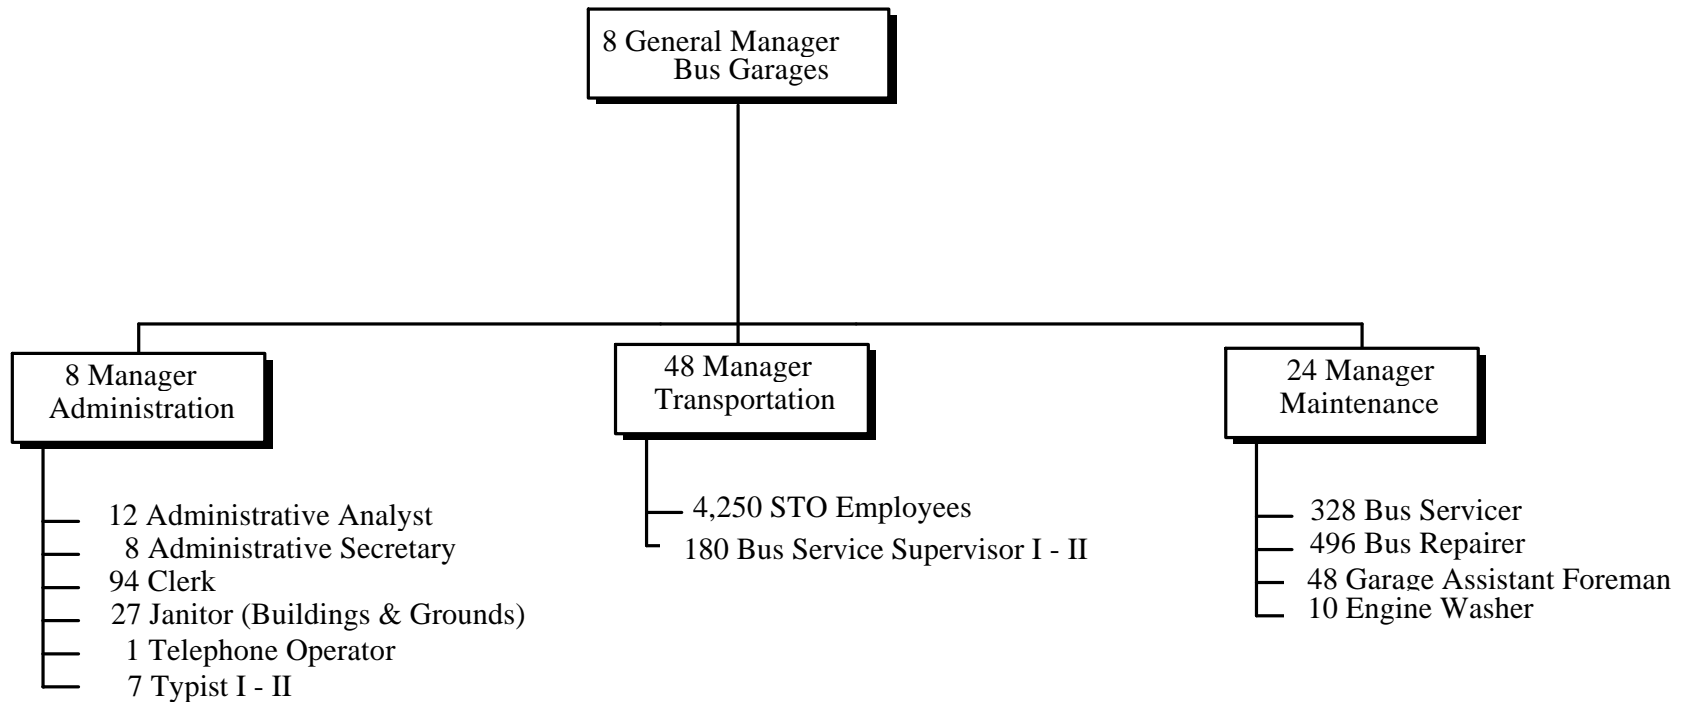 8 General Manager
Bus Garages
8 Manager
Administration
12 Administrative Analyst
8 Administrative Secretary
94 Clerk
27 Janitor (Buildings & Grounds)
1 Telephone Operator
7 Typist I - II
48 Manager
Transportation
4,250 STO Employees
180 Bus Service Supervisor I - II
24 Manager
Maintenance
328 Bus Servicer
496 Bus Repairer
48 Garage Assistant Foreman
10 Engine Washer